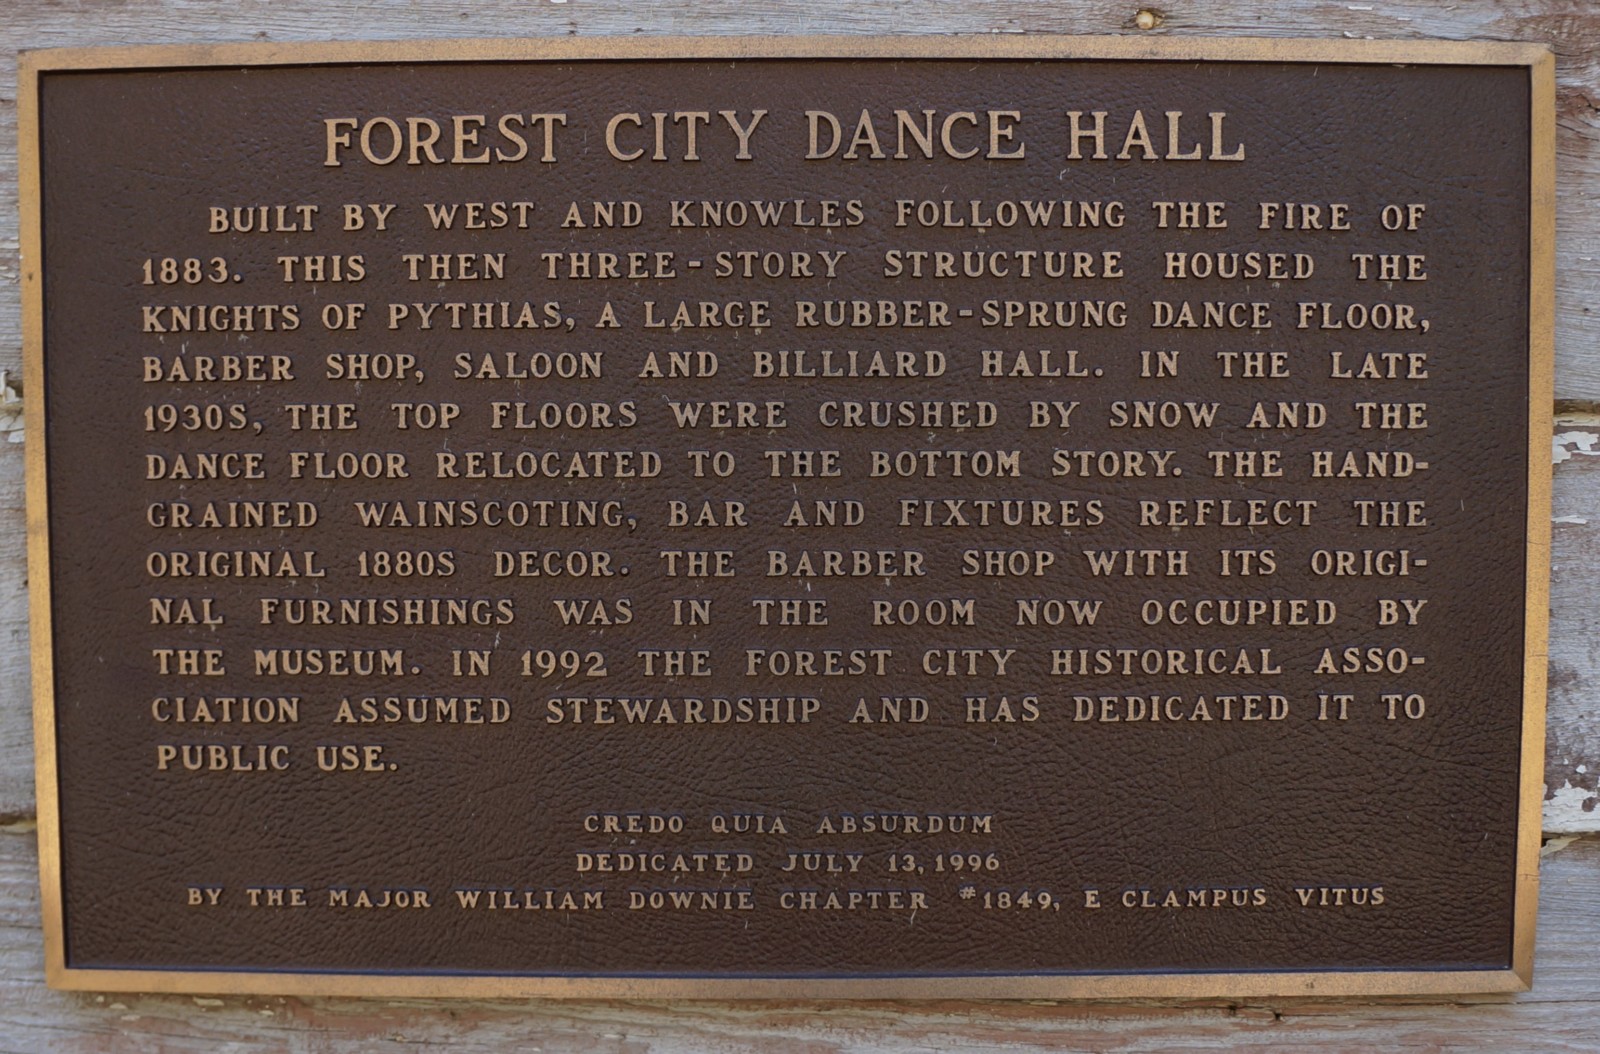 FOREST CITY DANCE HALL
BUILT BY WEST AND KNOWLES FOLLOWING THE FIRE OF
1883. THIS THEN THREE-STORY STRUCTURE HOUSED THE
KNIGHTS OF PYTHIAS, A LARGE RUBBER-SPRUNG DANCE FLOOR,
BARBER SHOP, SALOON AND BILLIARD HALL. IN THE LATE
1930S, THE TOP FLOORS WERE CRUSHED BY SNOW AND THE
DANCE FLOOR RELOCATED TO THE BOTTOM STORY. THE HAND-
GRAINED WAINSCOTING, BAR AND FIXTURES REFLECT THE
ORIGINAL 1880S DECOR. THE BARBER SHOP WITH ITS ORIGI-
NAL FURNISHINGS WAS IN THE ROOM NOW OCCUPIED BY
THE MUSEUM. IN 1992 THE FOREST CITY HISTORICAL ASSO-
CIATION ASSUMED STEWARDSHIP AND HAS DEDICATED IT TO
PUBLIC USE.
CREDO QUIA ABSURDUM
DEDICATED JULY 13, 1996
BY THE MAJOR WILLIAM DOWNIE CHAPTER #1849, E CLAMPUS VITUS